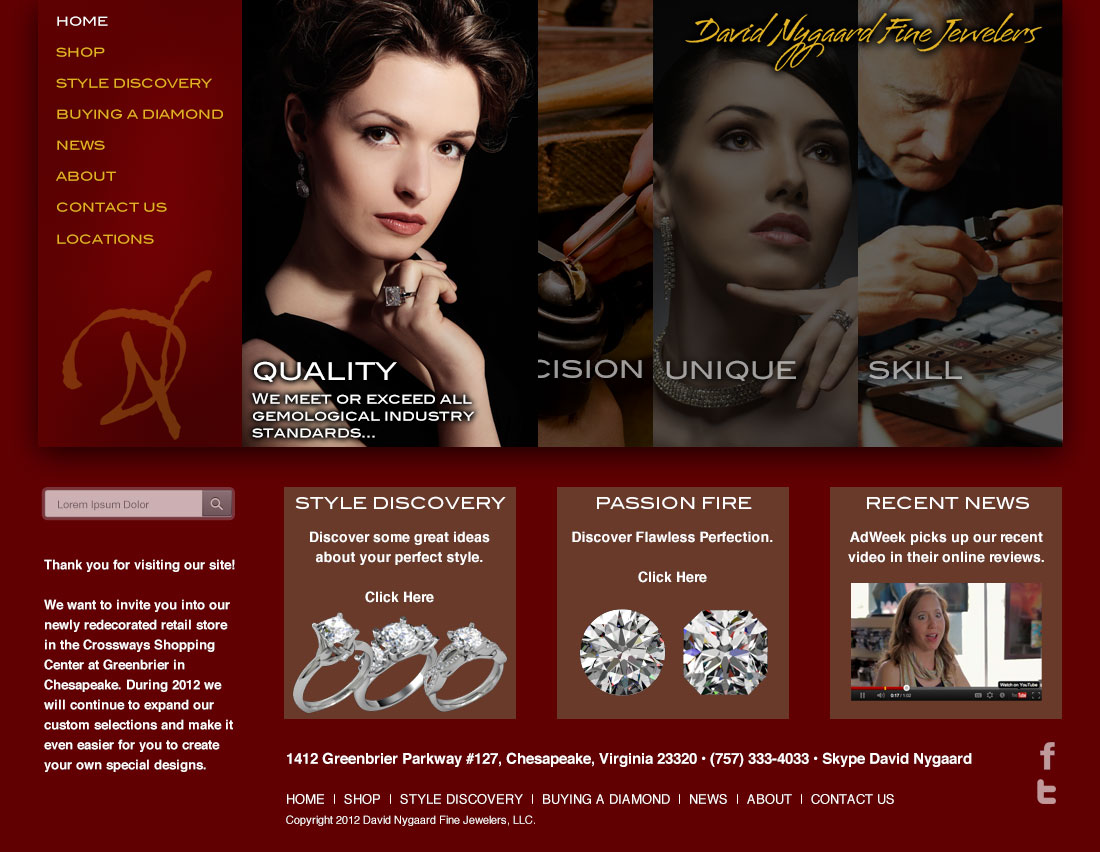 HOME
SHOP
STYLE DISCOVERY
BUYING A DIAMOND
NEWS
ABOUT
CONTACT US
LOCATIONS
David Nygaard Fine Jewelers
QUALITY
WE MEET OR EXCEED ALL
GEMOLOGICAL INDUSTRY
STANDARDS...
CISION
UNIQUE
SKILL
Lorem Ipsum Dolor
Thank you for visiting our site!
We want to invite you into our
newly redecorated retail store
in the Crossways Shopping
Center at Greenbrier in
Chesapeake. During 2012 we
will continue to expand our
custom selections and make it
even easier for you to create
your own special designs.
STYLE DISCOVERY
Discover some great ideas
about your perfect style.
Click Here
PASSION FIRE
Discover Flawless Perfection.
Click Here
RECENT NEWS
AdWeek picks up our recent
video in their online reviews.
Watch on YouTube
0:17 / 1:02
1412 Greenbrier Parkway #127, Chesapeake, Virginia 23320 • (757) 333-4033 • Skype David Nygaard
HOME | SHOP | STYLE DISCOVERY | BUYING A DIAMOND | NEWS | ABOUT | CONTACT US
Copyright 2012 David Nygaard Fine Jewelers, LLC.